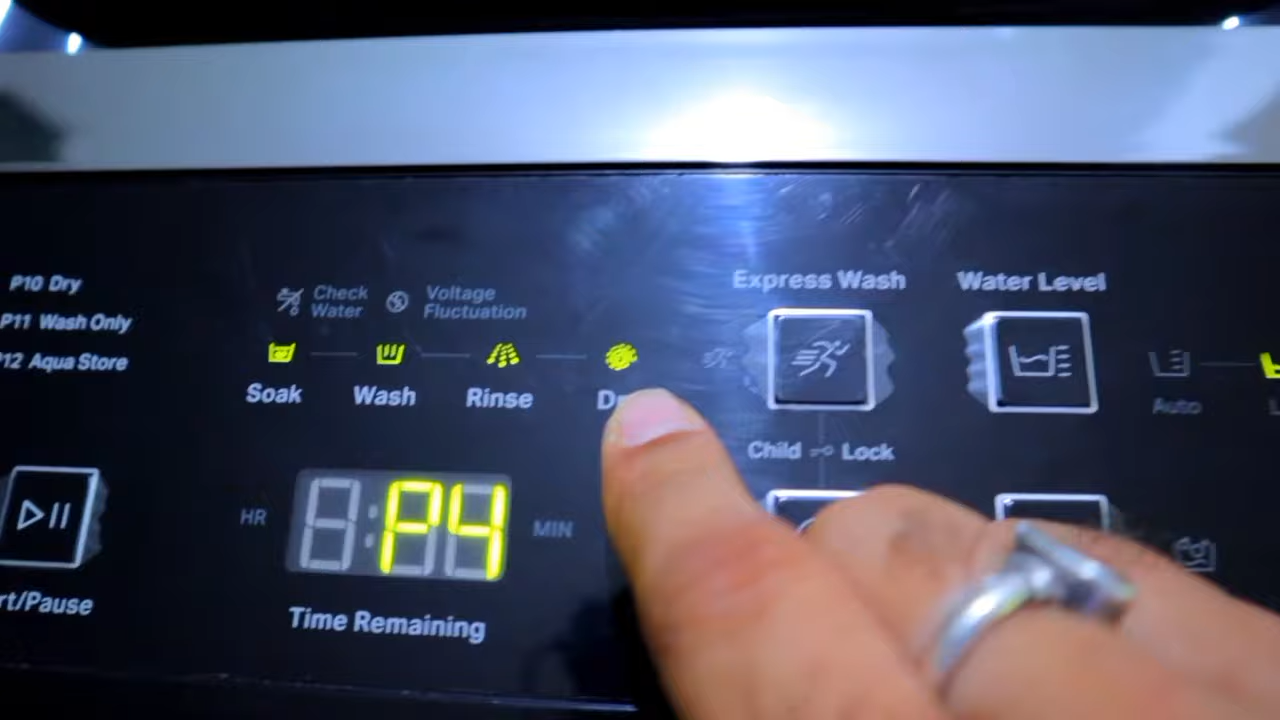 P10 Dry
P11 Wash Only
P12 Aqua Store
Check Water
Voltage Fluctuation
Soak
Wash
Rinse
Express Wash
Water Level
Auto
Child Lock
HR
P4
MIN
Time Remaining
rt/Pause